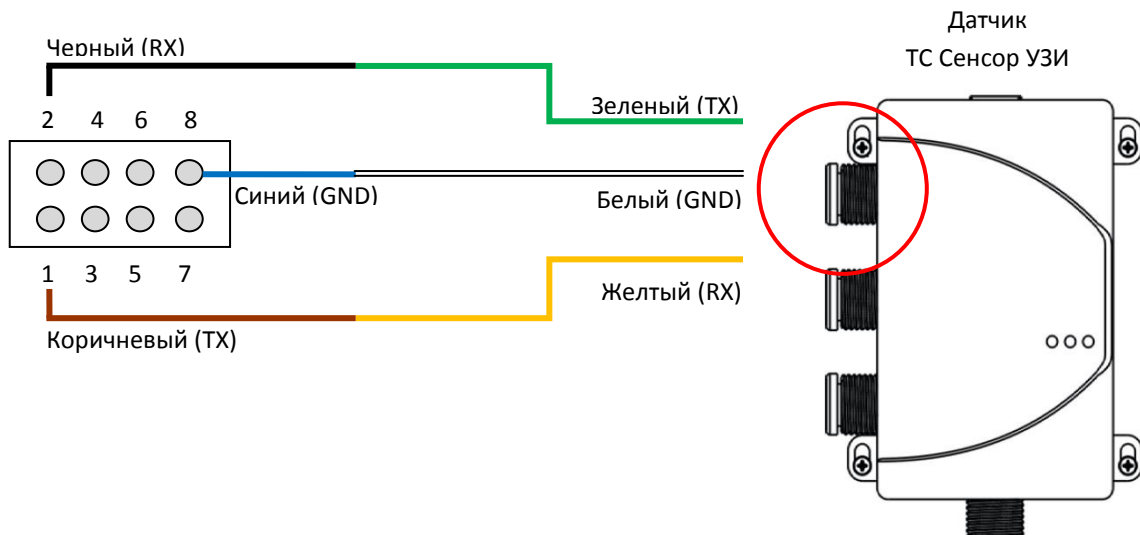 Датчик
ТС Сенсор УЗИ
Черный (RX)
Зеленый (TX)
2 4 6 8
Синий (GND)
Белый (GND)
1 3 5 7
Желтый (RX)
Коричневый (TX)